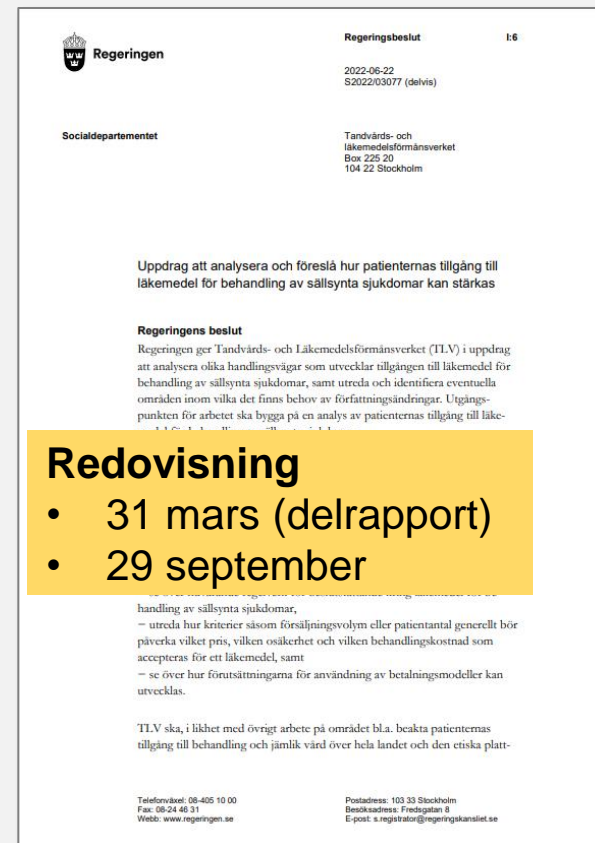 Regeringen
Regeringsbeslut I:6
2022-06-22
S2022/03077 (delvis)
Socialdepartementet
Tandvårds- och
läkemedelsförmånsverket
Box 225 20
104 22 Stockholm
Uppdrag att analysera och föreslå hur patienternas tillgång till
läkemedel för behandling av sällsynta sjukdomar kan stärkas
Regeringens beslut
Regeringen ger Tandvårds- och Läkemedelsförmånsverket (TLV) i uppdrag
att analysera olika handlingsvägar som utvecklar tillgången till läkemedel för
behandling av sällsynta sjukdomar, samt utreda och identifiera eventuella
områden inom vilka det finns behov av författningsändringar. Utgångs-
punkten för arbetet ska bygga på en analys av patienternas tillgång till läke-
Redovisning
• 31 mars (delrapport)
• 29 september
handling av sällsynta sjukdomar,
− utreda hur kriterier såsom försäljningsvolym eller patientantal generellt bör
påverka vilket pris, vilken osäkerhet och vilken behandlingskostnad som
accepteras för ett läkemedel, samt
− se över hur förutsättningarna för användning av betalningsmodeller kan
utvecklas.
TLV ska, i likhet med övrigt arbete på området bl.a. beakta patienternas
tillgång till behandling och jämlik vård över hela landet och den etiska platt-
Telefonväxel: 08-405 10 00
Fax: 08-24 46 31
Webb: www.regeringen.se
Postadress: 103 33 Stockholm
Besöksadress: Fredsgatan 8
E-post: s.registrator@regeringskansliet.se